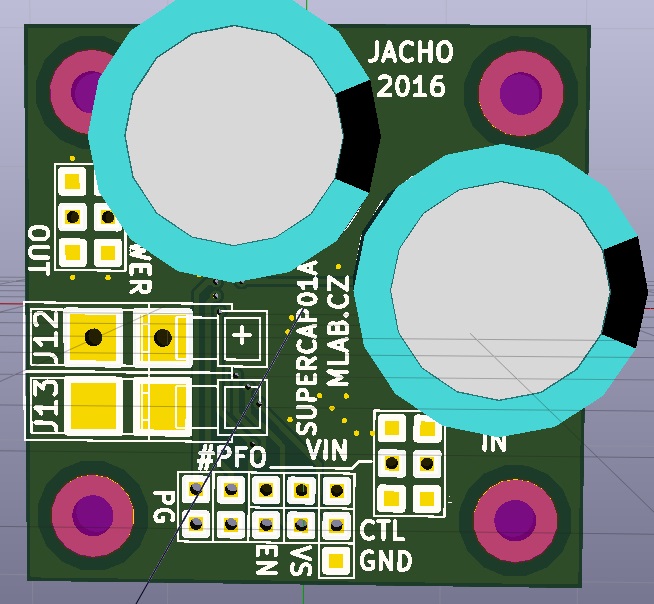 JACHO
2016
OUT
WER
J12
+
J13
SUPERCAP01A
MLAB.CZ
#PFO
VIN
IN
PG
EN
VS
CTL
GND